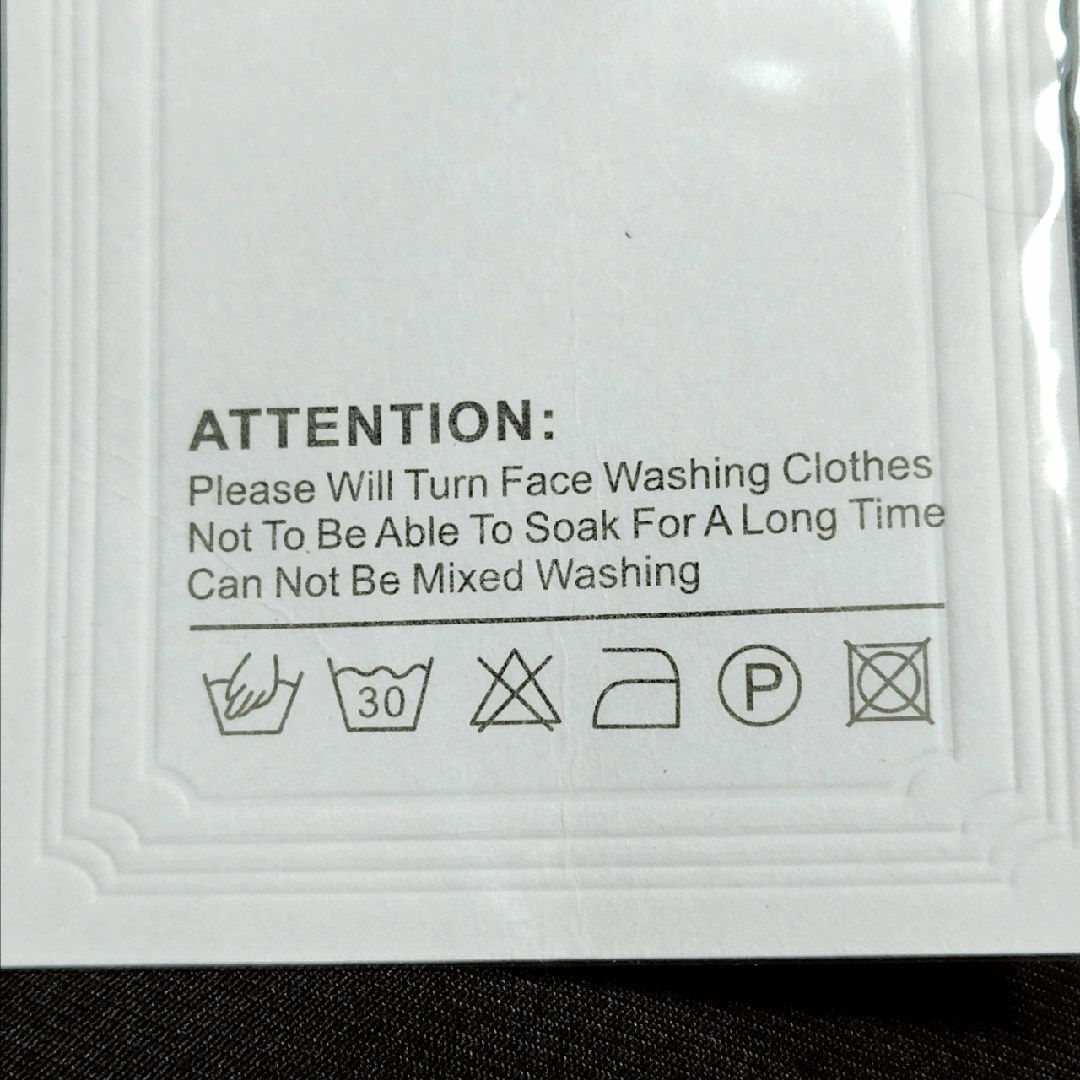 ATTENTION:
Please Will Turn Face Washing Clothes
Not To Be Able To Soak For A Long Time
Can Not Be Mixed Washing
30 P